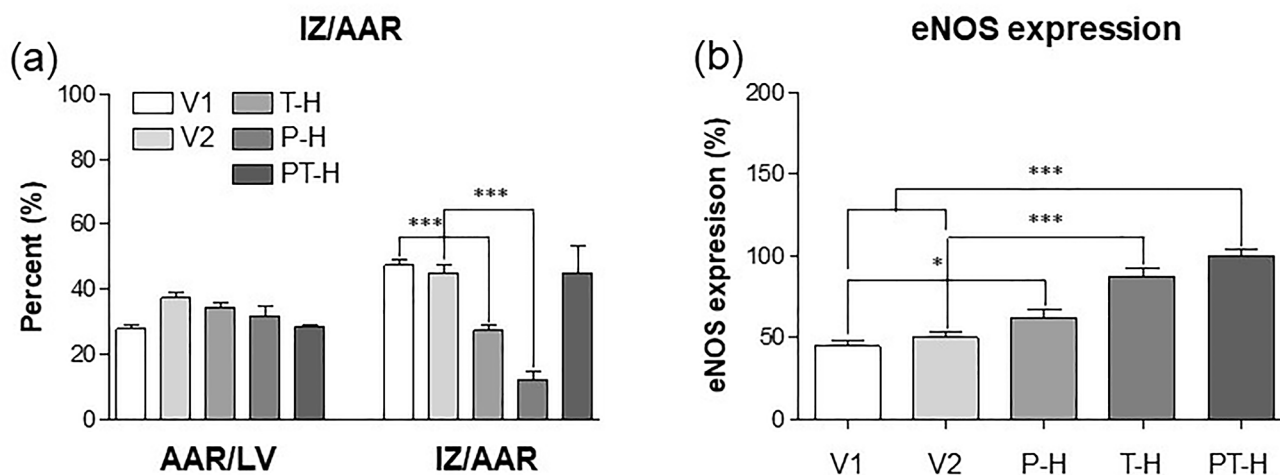 IZ/AAR
(a)
100
80
60
40
20
0
Percent (%)
V1
V2
T-H
P-H
PT-H
***
***
AAR/LV
IZ/AAR
eNOS expression
(b)
200
150
100
50
0
eNOS expresison (%)
***
***
*
V1
V2
P-H
T-H
PT-H